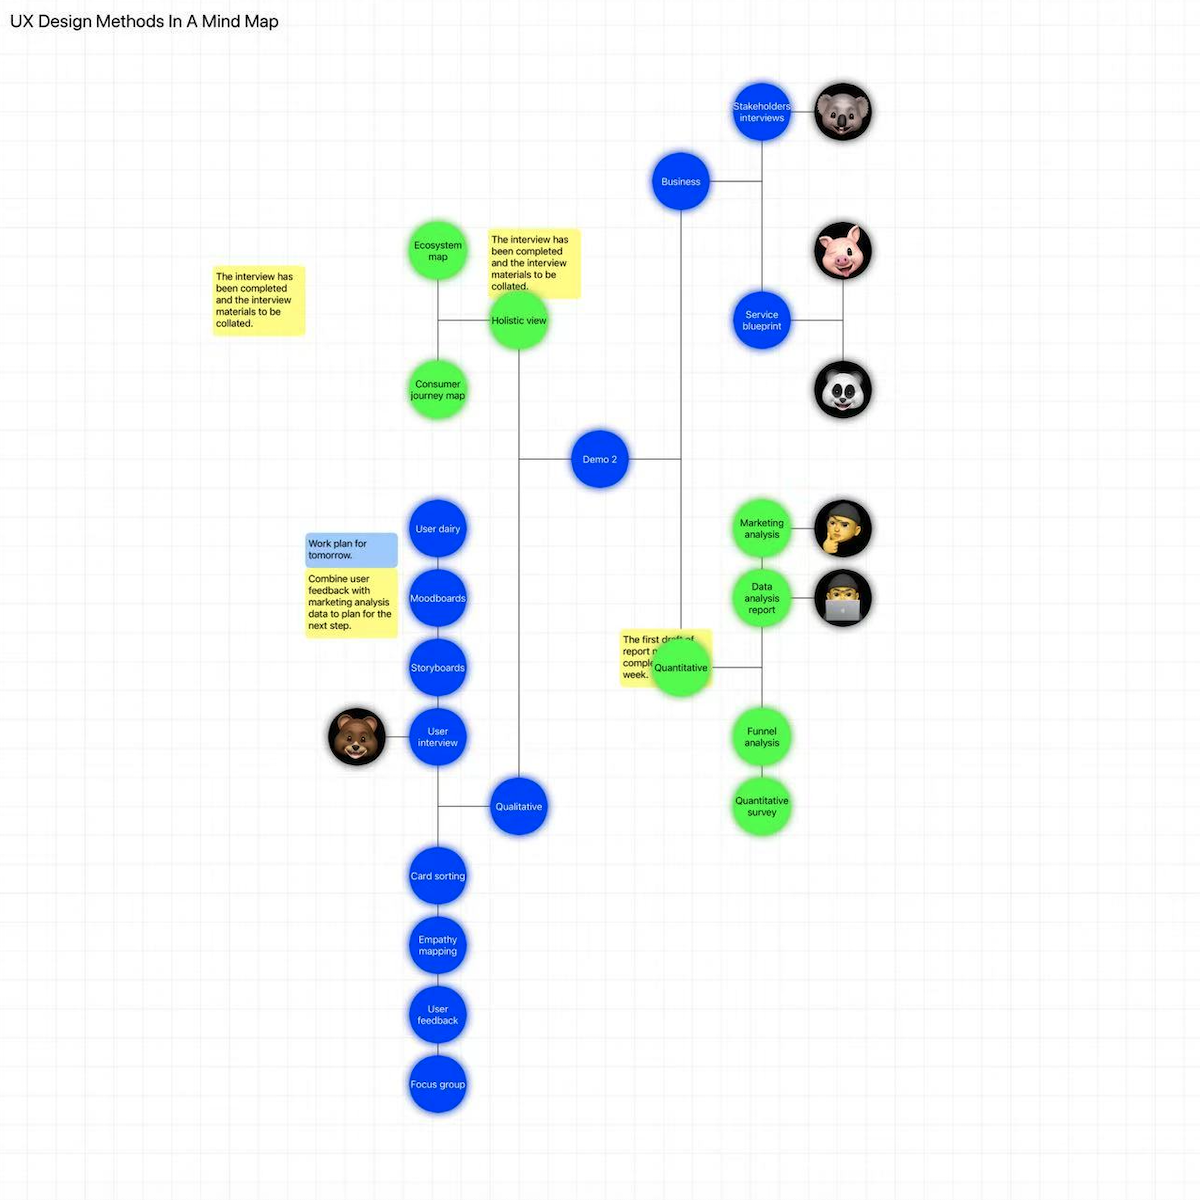 UX Design Methods In A Mind Map
Stakeholders
interviews
Business
Ecosystem
map
The interview has
been completed
and the interview
materials to be
collated.
The interview has
been completed
and the interview
materials to be
collated.
Holistic view
Service
blueprint
Consumer
journey map
Demo 2
User dairy
Marketing
analysis
Work plan for
tomorrow.
Combine user
feedback with
marketing analysis
data to plan for the
next step.
Moodboards
Data
analysis
report
Storyboards
The first draft of
report
week.
Quantitative
User
interview
Funnel
analysis
Qualitative
Quantitative
survey
Card sorting
Empathy
mapping
User
feedback
Focus group